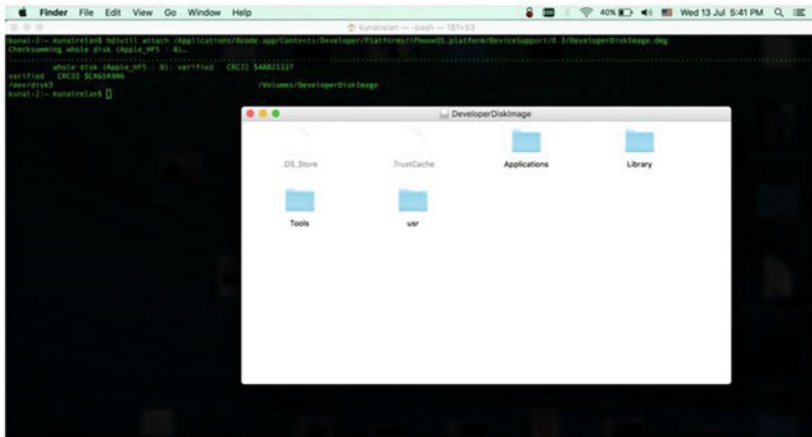 Finder File Edit View Go Window Help 40% Wed 13 Jul 5:41 PM
kunalrelan — -bash — 181×53
kunal-2:~ kunalrelan$ hdiutil attach /Applications/Xcode.app/Contents/Developer/Platforms/iPhoneOS.platform/DeviceSupport/8.3/DeveloperDiskImage.dmg
Checksumming whole disk (Apple_HFS : 0)…
whole disk (Apple_HFS : 0): verified CRC32 $4AB21337
verified CRC32
/dev/disk3 /Volumes/DeveloperDiskImage
kunal-2:~ kunalrelan$
DeveloperDiskImage
.DS_Store .TrustCache Applications Library
Tools usr